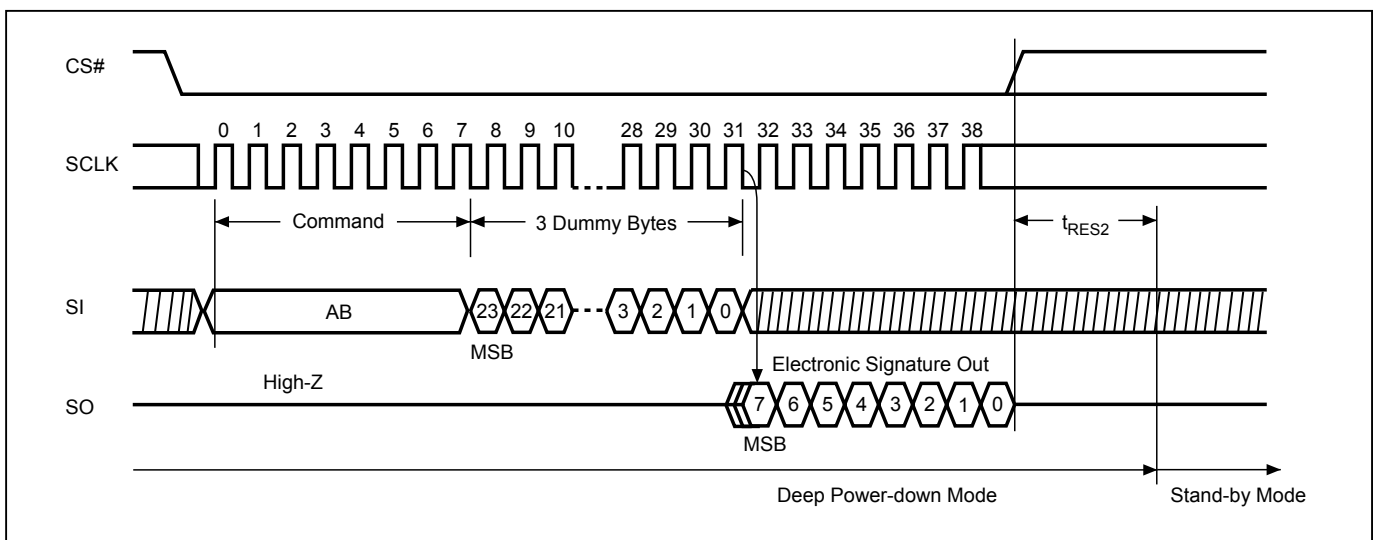 CS#
0 1 2 3 4 5 6 7 8 9 10 28 29 30 31 32 33 34 35 36 37 38
SCLK
Command 3 Dummy Bytes tRES2
SI AB 23 22 21 3 2 1 0
MSB
High-Z Electronic Signature Out
SO 7 6 5 4 3 2 1 0
MSB
Deep Power-down Mode Stand-by Mode